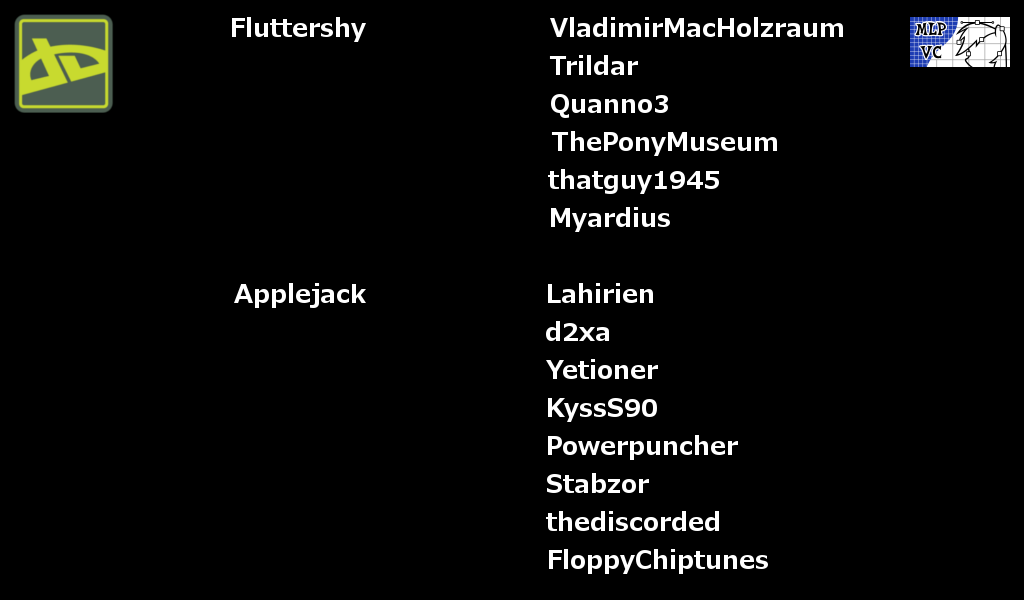 Fluttershy VladimirMacHolzraum
Trildar
Quanno3
ThePonyMuseum
thatguy1945
Myardius
Applejack Lahirien
d2xa
Yetioner
KyssS90
Powerpuncher
Stabzor
thediscorded
FloppyChiptunes
MLP
VC